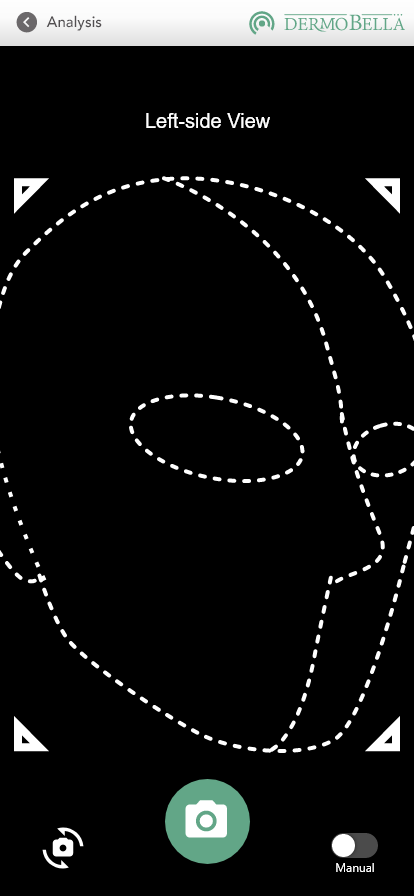 Analysis
DERMOBELLA
Left-side View
Manual